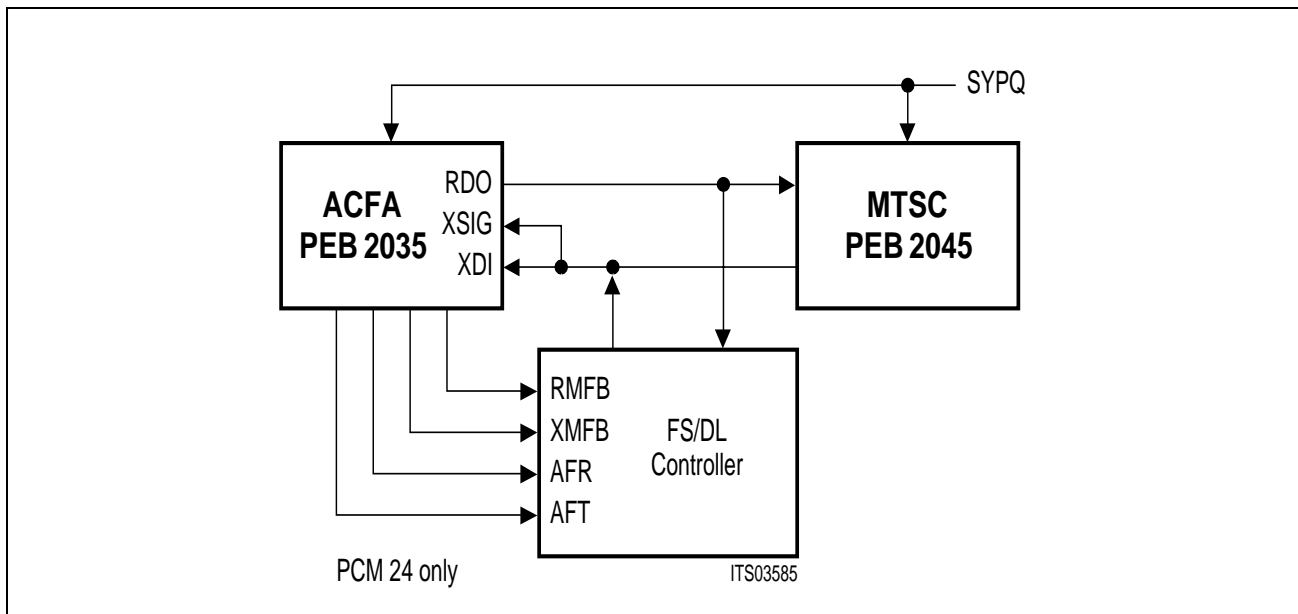 SYPQ
ACFA
PEB 2035
RDO
XSIG
XDI
MTSC
PEB 2045
RMFB
XMFB
AFR
AFT
FS/DL
Controller
PCM 24 only
ITS03585